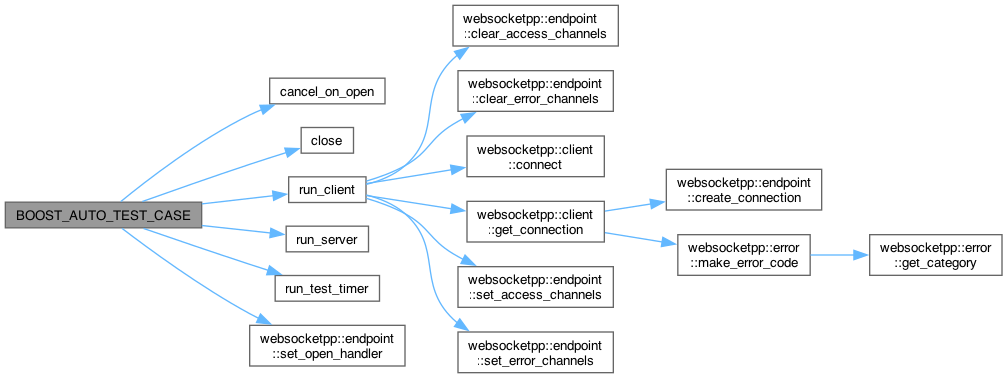 BOOST_AUTO_TEST_CASE
cancel_on_open
close
run_client
run_server
run_test_timer
websocketpp::endpoint
::set_open_handler
websocketpp::endpoint
::clear_access_channels
websocketpp::endpoint
::clear_error_channels
websocketpp::client
::connect
websocketpp::client
::get_connection
websocketpp::endpoint
::set_access_channels
websocketpp::endpoint
::set_error_channels
websocketpp::endpoint
::create_connection
websocketpp::error
::make_error_code
websocketpp::error
::get_category